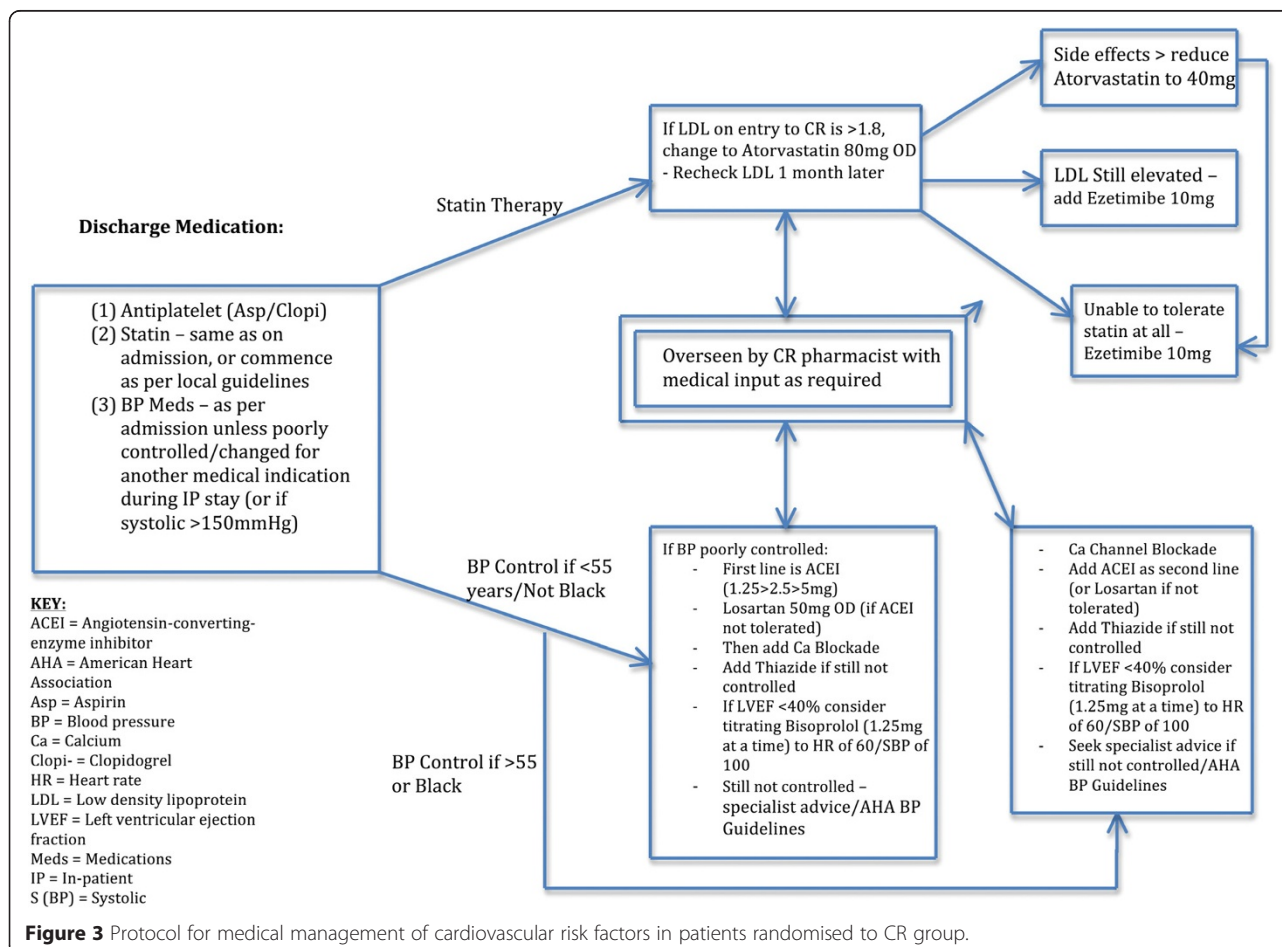 Discharge Medication:
(1) Antiplatelet (Asp/Clopi)
(2) Statin – same as on
admission, or commence
as per local guidelines
(3) BP Meds – as per
admission unless poorly
controlled/changed for
another medical indication
during IP stay (or if
systolic >150mmHg)
Statin Therapy
If LDL on entry to CR is >1.8,
change to Atorvastatin 80mg OD
- Recheck LDL 1 month later
Side effects > reduce
Atorvastatin to 40mg
LDL Still elevated –
add Ezetimibe 10mg
Unable to tolerate
statin at all –
Ezetimibe 10mg
Overseen by CR pharmacist with
medical input as required
BP Control if <55
years/Not Black
If BP poorly controlled:
- First line is ACEI
(1.25>2.5>5mg)
- Losartan 50mg OD (if ACEI
not tolerated)
- Then add Ca Blockade
- Add Thiazide if still not
controlled
- If LVEF <40% consider
titrating Bisoprolol (1.25mg
at a time) to HR of 60/SBP of
100
- Still not controlled –
specialist advice/AHA BP
Guidelines
BP Control if >55
or Black
- Ca Channel Blockade
- Add ACEI as second line
(or Losartan if not
tolerated)
- Add Thiazide if still not
controlled
- If LVEF <40% consider
titrating Bisoprolol
(1.25mg at a time) to HR
of 60/SBP of 100
- Seek specialist advice if
still not controlled/AHA
BP Guidelines
KEY:
ACEI = Angiotensin-converting-
enzyme inhibitor
AHA = American Heart
Association
Asp = Aspirin
BP = Blood pressure
Ca = Calcium
Clopi- = Clopidogrel
HR = Heart rate
LDL = Low density lipoprotein
LVEF = Left ventricular ejection
fraction
Meds = Medications
IP = In-patient
S (BP) = Systolic
Figure 3 Protocol for medical management of cardiovascular risk factors in patients randomised to CR group.